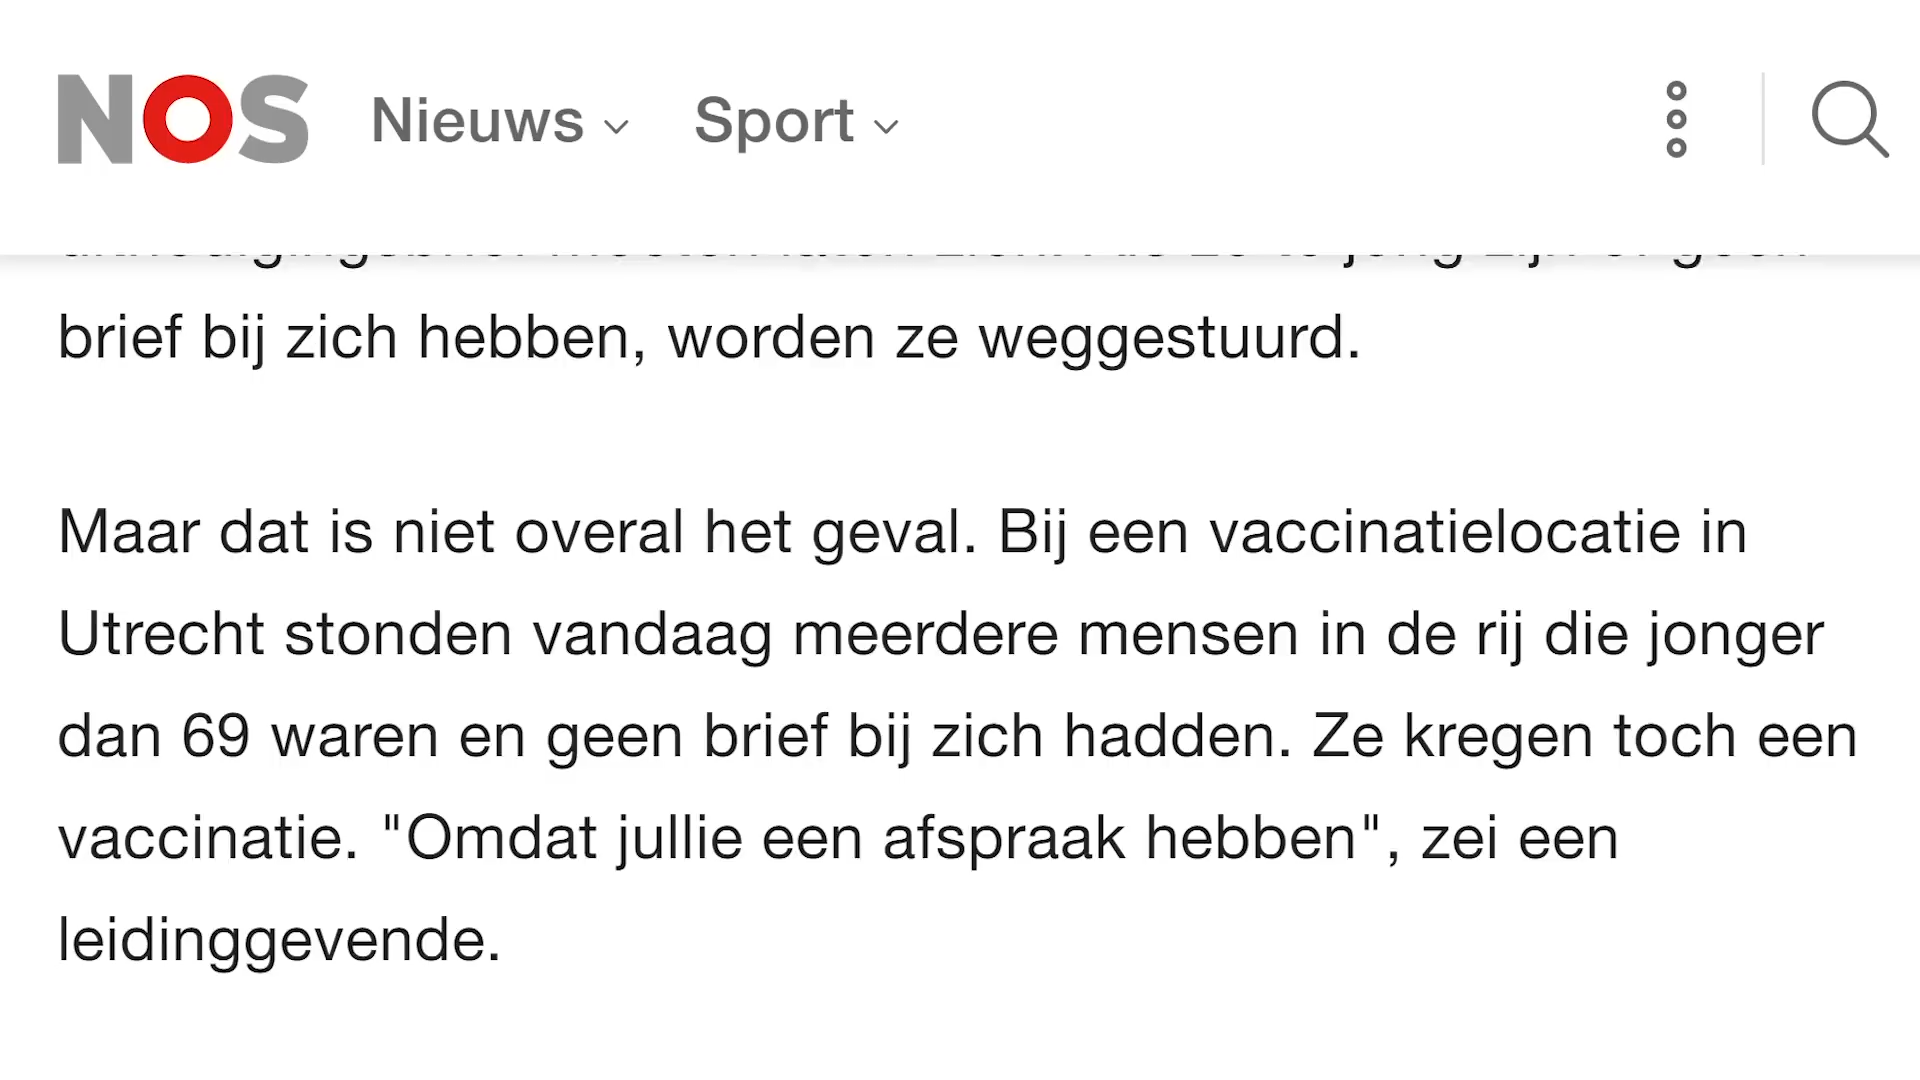 NOS Nieuws Sport
brief bij zich hebben, worden ze weggestuurd.
Maar dat is niet overal het geval. Bij een vaccinatielocatie in
Utrecht stonden vandaag meerdere mensen in de rij die jonger
dan 69 waren en geen brief bij zich hadden. Ze kregen toch een
vaccinatie. "Omdat jullie een afspraak hebben", zei een
leidinggevende.